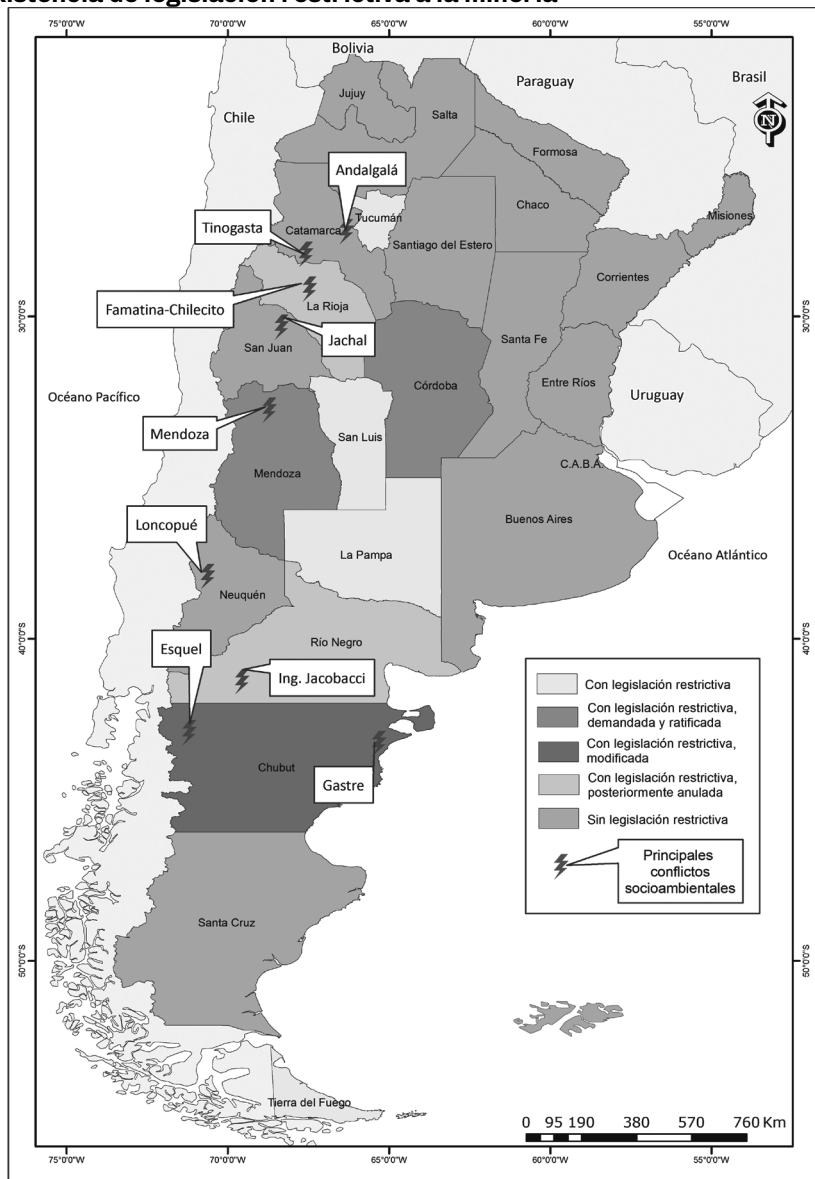 75°0'0"W
70°0'0"W
65°0'0"W
60°0'0"W
55°0'0"W
Bolivia
Paraguay
Brasil
Chile
Jujuy
Salta
N
Formosa
Andalgalá
Chaco
Tucumán
Misiones
Tinogasta
Catamarca
Santiago del Estero
Corrientes
Famatina-Chilecito
La Rioja
30°0'0"S
30°0'0"S
Jachal
San Juan
Santa Fe
Córdoba
Entre Ríos
Océano Pacífico
Uruguay
Mendoza
San Luis
C.A.B.A.
Mendoza
Loncopué
Buenos Aires
La Pampa
Océano Atlántico
Neuquén
40°0'0"S
40°0'0"S
Esquel
Río Negro
Ing. Jacobacci
Chubut
Gastre
Con legislación restrictiva
Con legislación restrictiva,
demandada y ratificada
Con legislación restrictiva,
modificada
Con legislación restrictiva,
posteriormente anulada
Sin legislación restrictiva
Principales
conflictos
socioambientales
Santa Cruz
50°0'0"S
50°0'0"S
Tierra del Fuego
0 95 190 380 570 760 Km
75°0'0"W
70°0'0"W
65°0'0"W
60°0'0"W
55°0'0"W